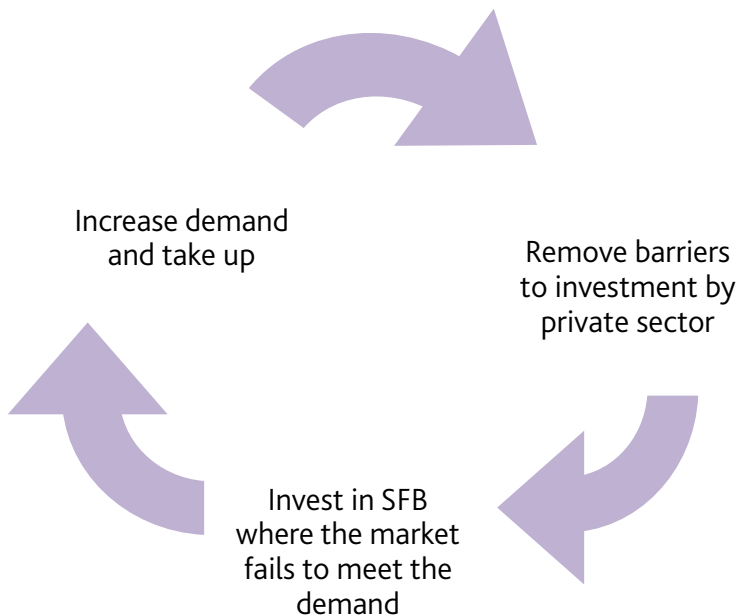 Increase demand
and take up
Remove barriers
to investment by
private sector
Invest in SFB
where the market
fails to meet the
demand